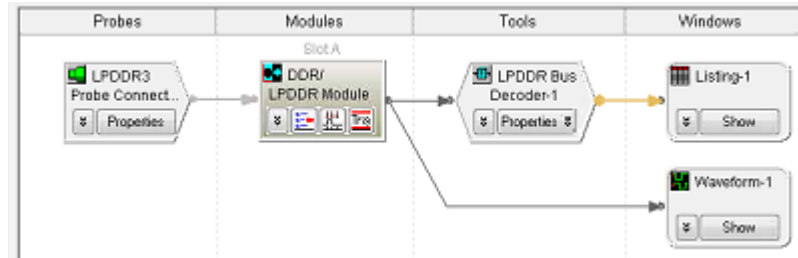 Probes
Modules
Tools
Windows
Slot A
LPDDR3
Probe Connect...
Properties
DDR/
LPDDR Module
LPDDR Bus
Decoder-1
Properties
Listing-1
Show
Waveform-1
Show